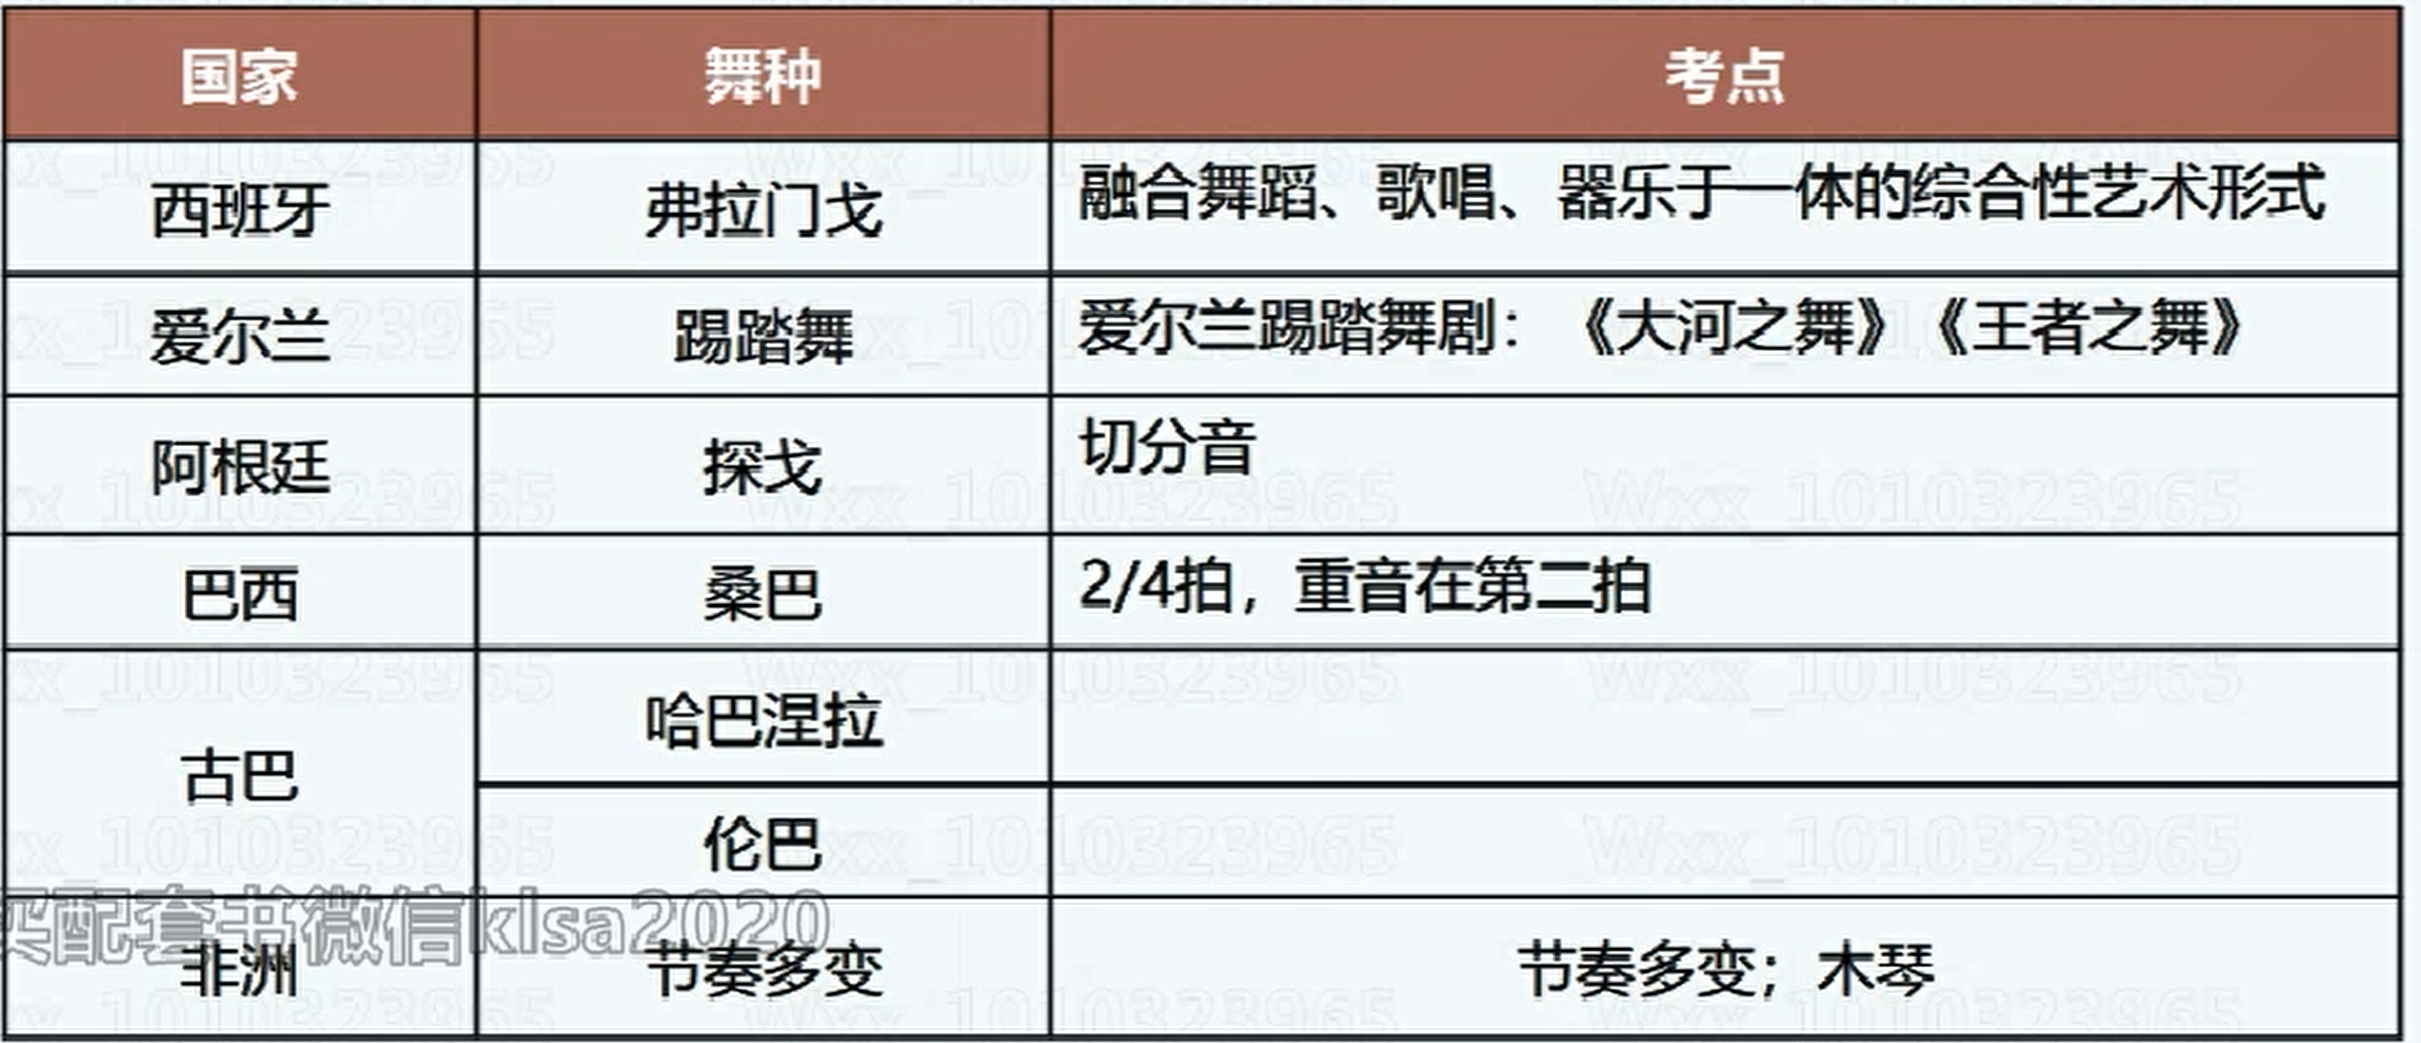 国家 舞种 考点
西班牙 弗拉门戈 融合舞蹈、歌唱、器乐于一体的综合性艺术形式
爱尔兰 踢踏舞 爱尔兰踢踏舞剧：《大河之舞》《王者之舞》
阿根廷 探戈 切分音
巴西 桑巴 2/4拍，重音在第二拍
古巴 哈巴涅拉
伦巴
买配套书微信klsa2020
非洲 节奏多变 节奏多变；木琴
Wxx_1010323965